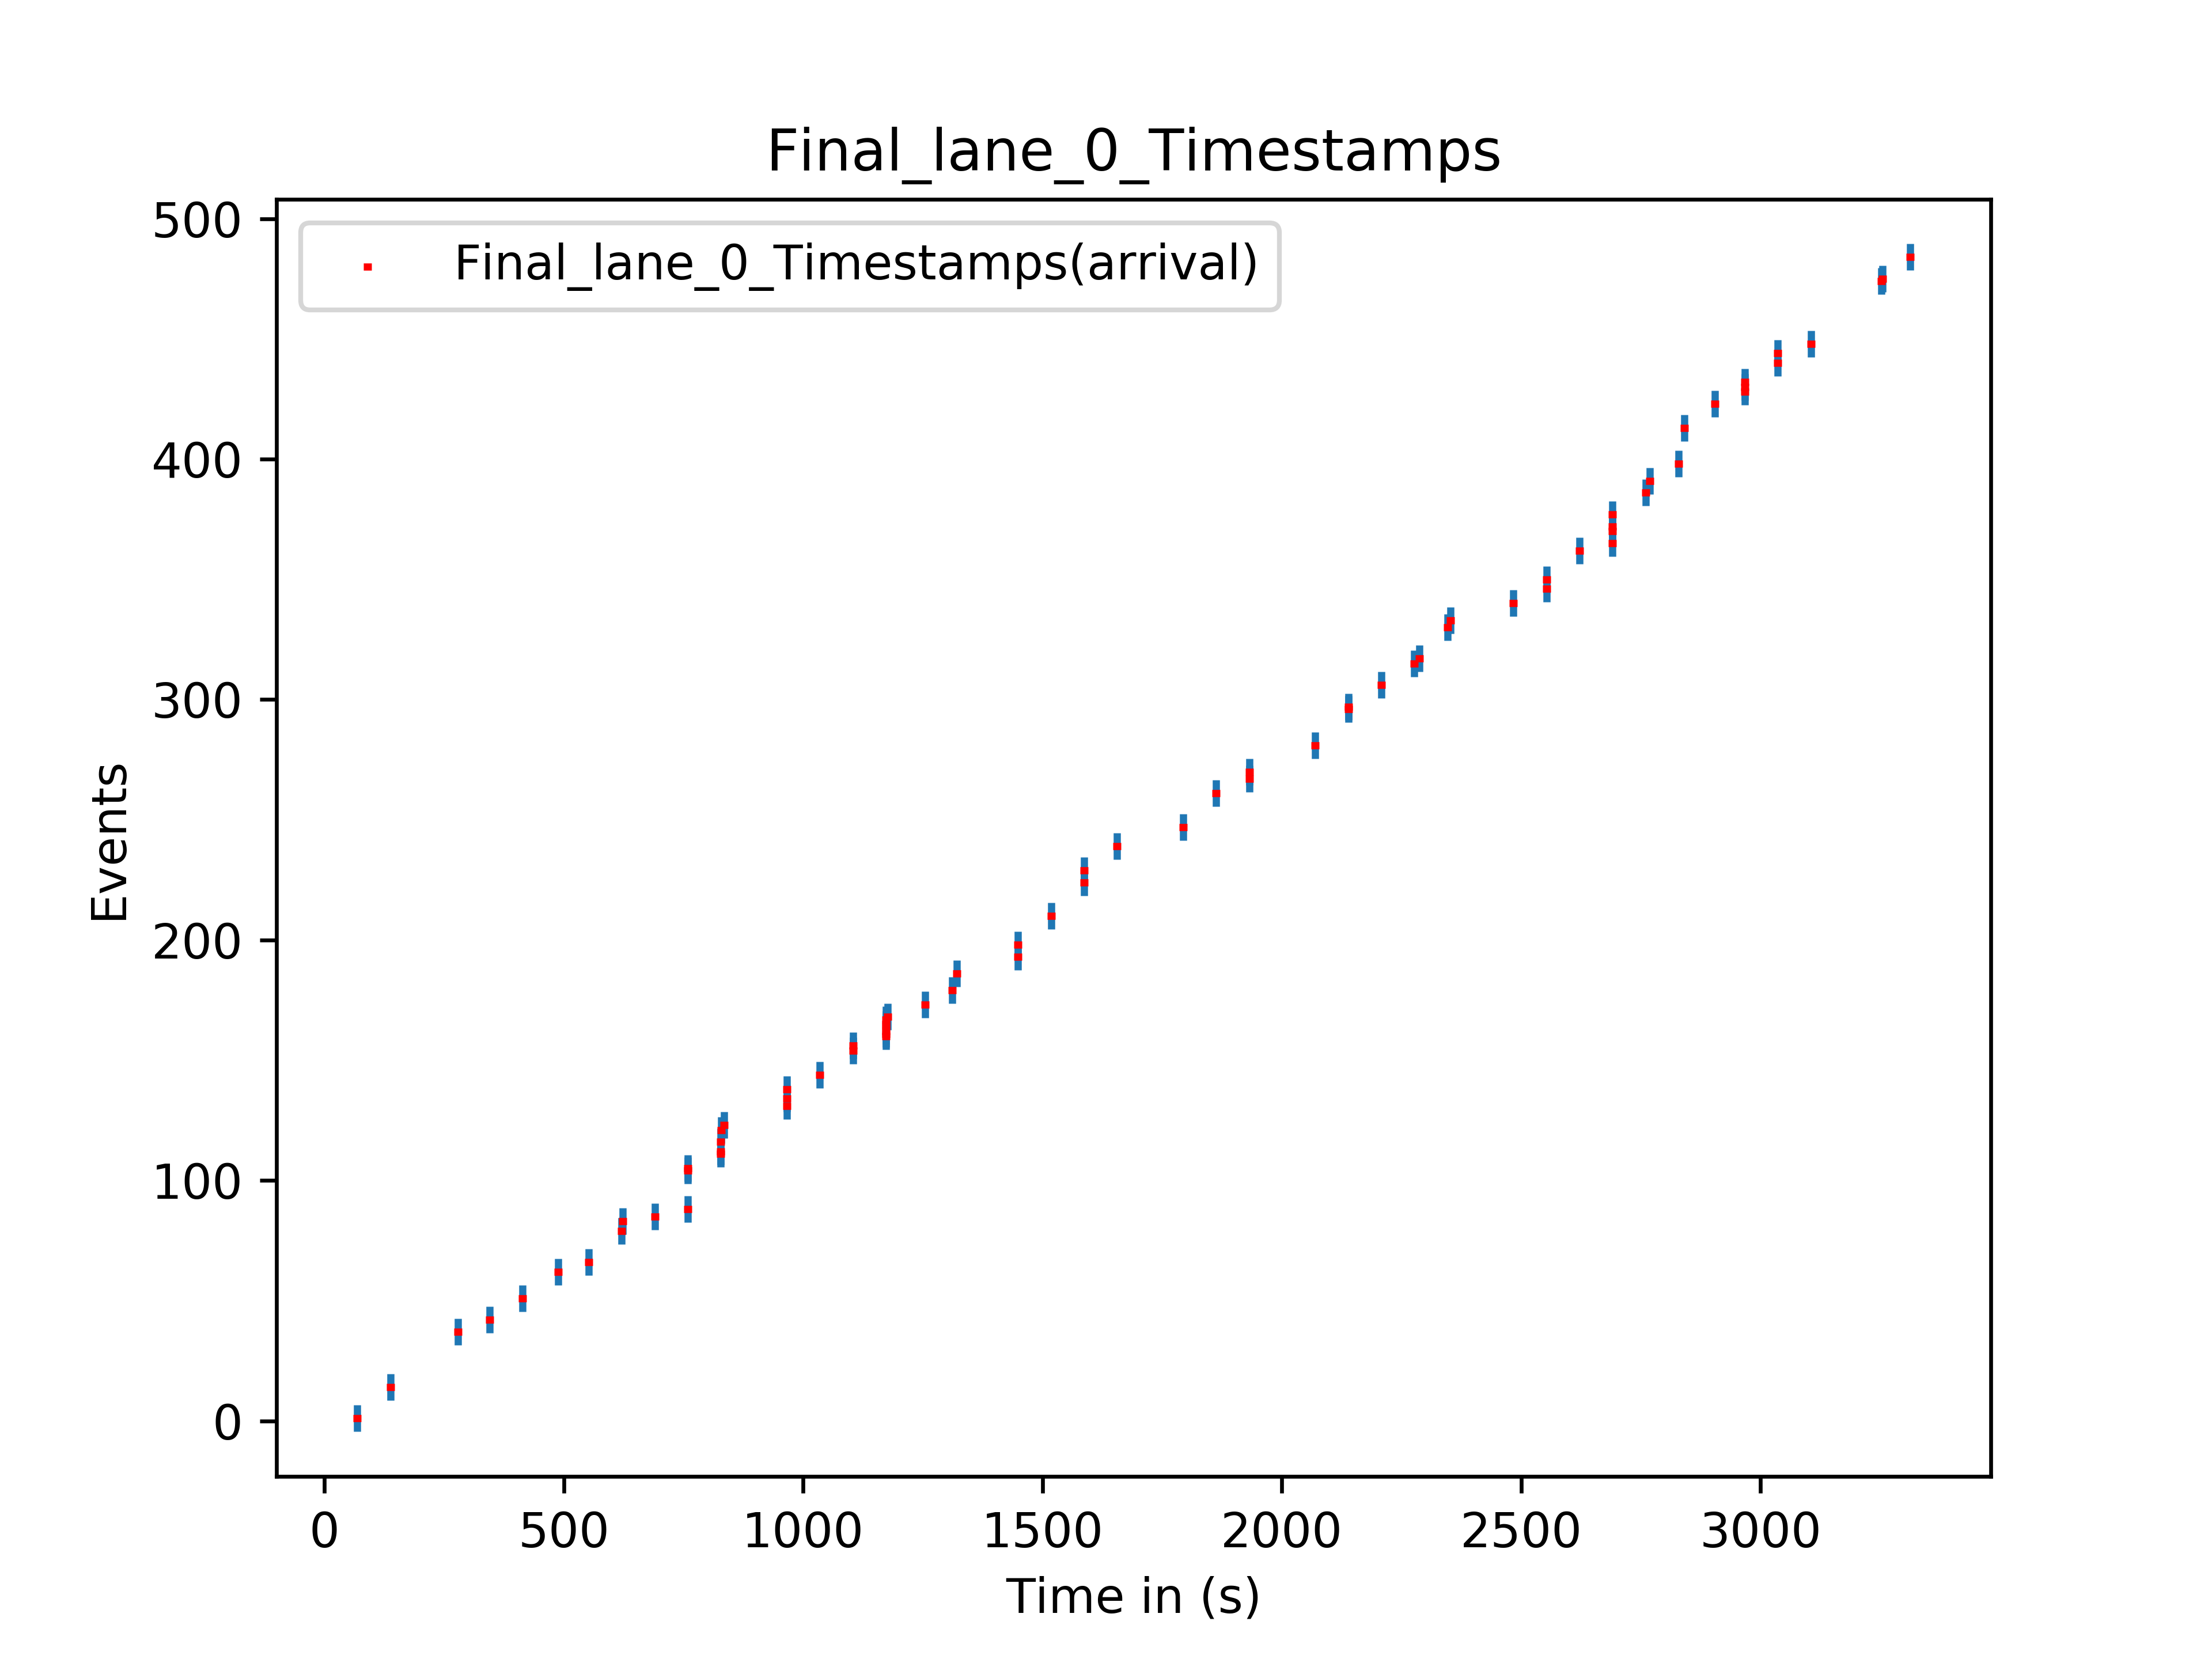 Final_lane_0_Timestamps
Final_lane_0_Timestamps(arrival)
500
400
300
200
100
0
Events
0 500 1000 1500 2000 2500 3000
Time in (s)